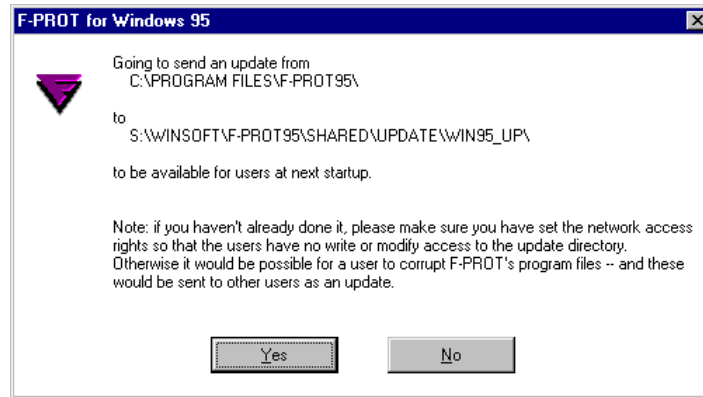 F-PROT for Windows 95
Going to send an update from
C:\PROGRAM FILES\F-PROT95\
to
S:\WINSOFT\F-PROT95\SHARED\UPDATE\WIN95_UP\
to be available for users at next startup.
Note: if you haven't already done it, please make sure you have set the network access
rights so that the users have no write or modify access to the update directory.
Otherwise it would be possible for a user to corrupt F-PROT's program files -- and these
would be sent to other users as an update.
Yes
No